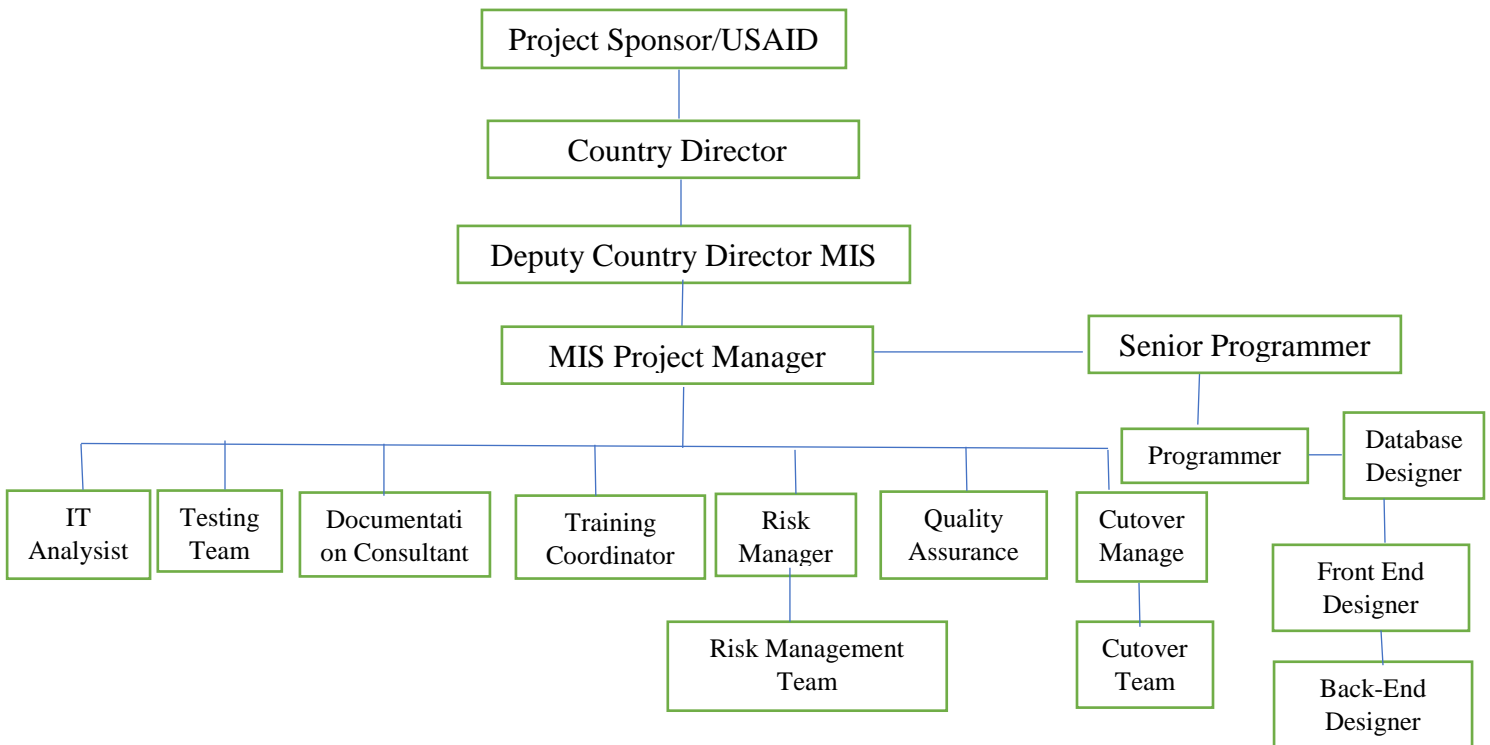 Project Sponsor/USAID
Country Director
Deputy Country Director MIS
MIS Project Manager
Senior Programmer
Programmer
Database
Designer
IT
Analysist
Testing
Team
Documentati
on Consultant
Training
Coordinator
Risk
Manager
Quality
Assurance
Cutover
Manage
Front End
Designer
Risk Management
Team
Cutover
Team
Back-End
Designer